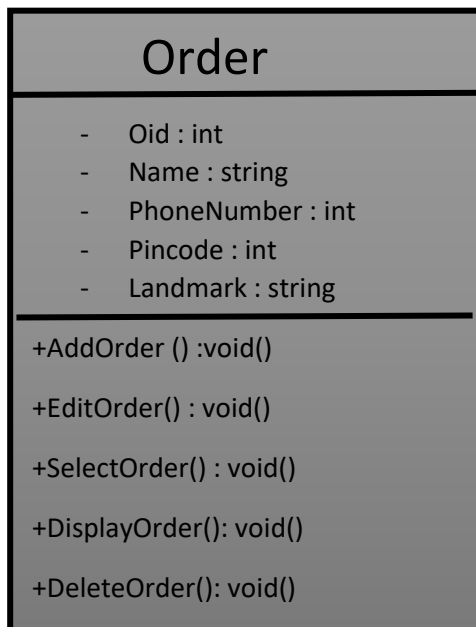 Order
- Oid : int
- Name : string
- PhoneNumber : int
- Pincode : int
- Landmark : string
+AddOrder () :void()
+EditOrder() : void()
+SelectOrder() : void()
+DisplayOrder(): void()
+DeleteOrder(): void()